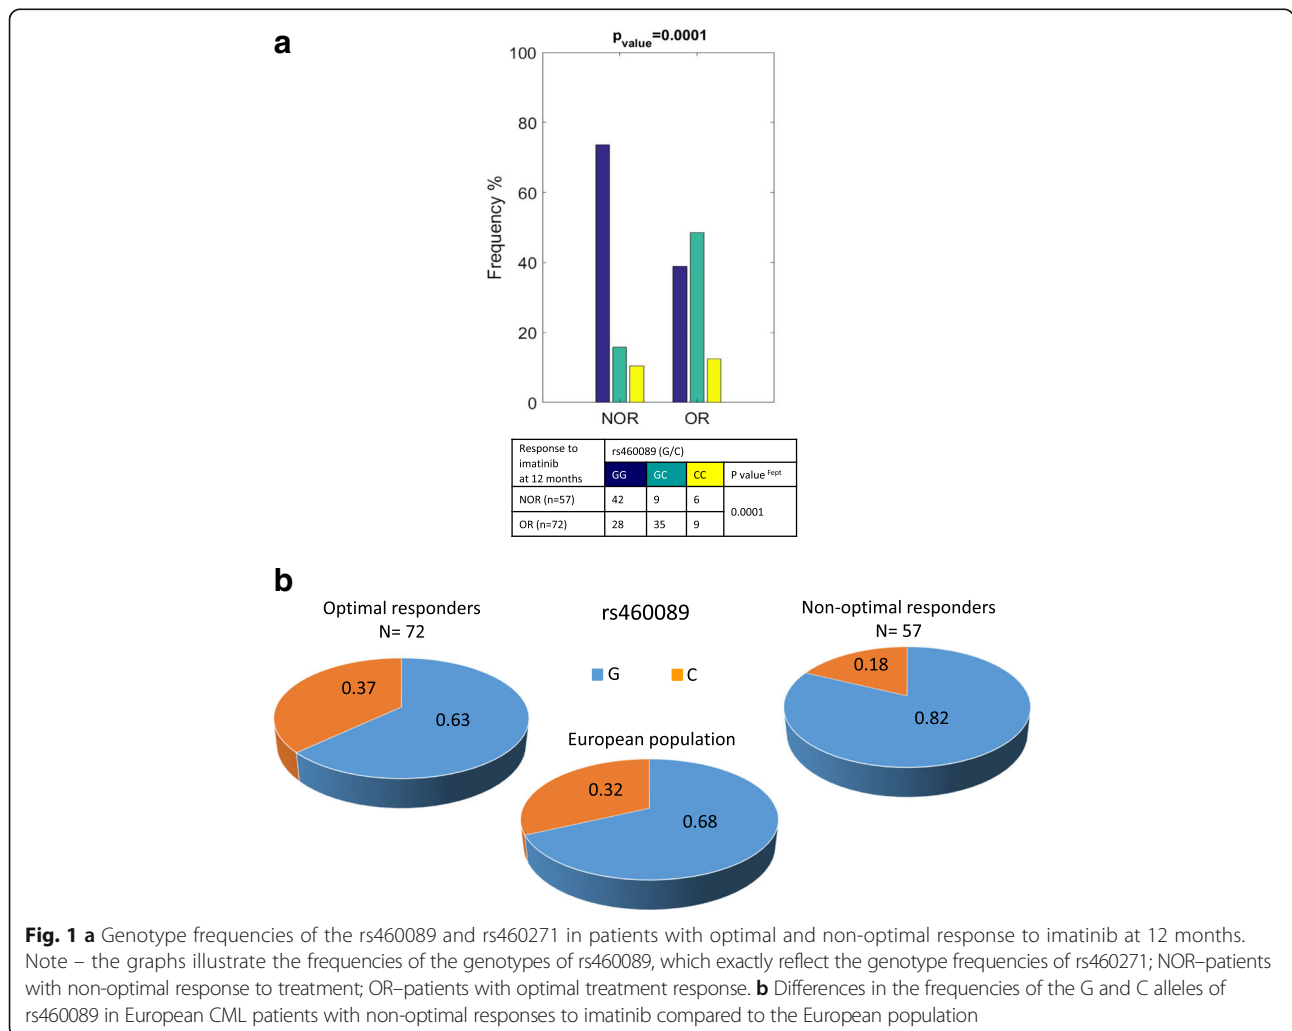 a
p value=0.0001
100
80
60
40
20
0
Frequency %
NOR OR
Response to imatinib at 12 months
rs460089 (G/C)
GG GC CC P value Fept
NOR (n=57) 42 9 6 0.0001
OR (n=72) 28 35 9
b
Optimal responders
N= 72
rs460089
Non-optimal responders
N= 57
G C
0.37
0.63
0.18
0.82
European population
0.32
0.68
Fig. 1 a Genotype frequencies of the rs460089 and rs460271 in patients with optimal and non-optimal response to imatinib at 12 months.
Note – the graphs illustrate the frequencies of the genotypes of rs460089, which exactly reflect the genotype frequencies of rs460271; NOR–patients
with non-optimal response to treatment; OR–patients with optimal treatment response. b Differences in the frequencies of the G and C alleles of
rs460089 in European CML patients with non-optimal responses to imatinib compared to the European population